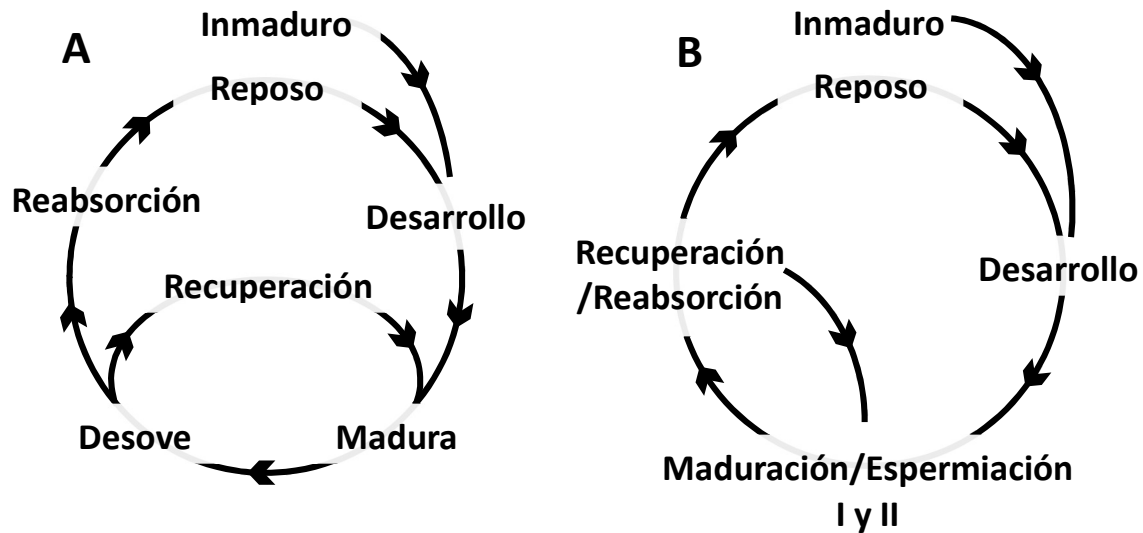 A
Inmaduro
Reposo
Reabsorción
Desarrollo
Recuperación
Desove
Madura
B
Inmaduro
Reposo
Recuperación
/Reabsorción
Desarrollo
Maduración/Espermiación
I y II